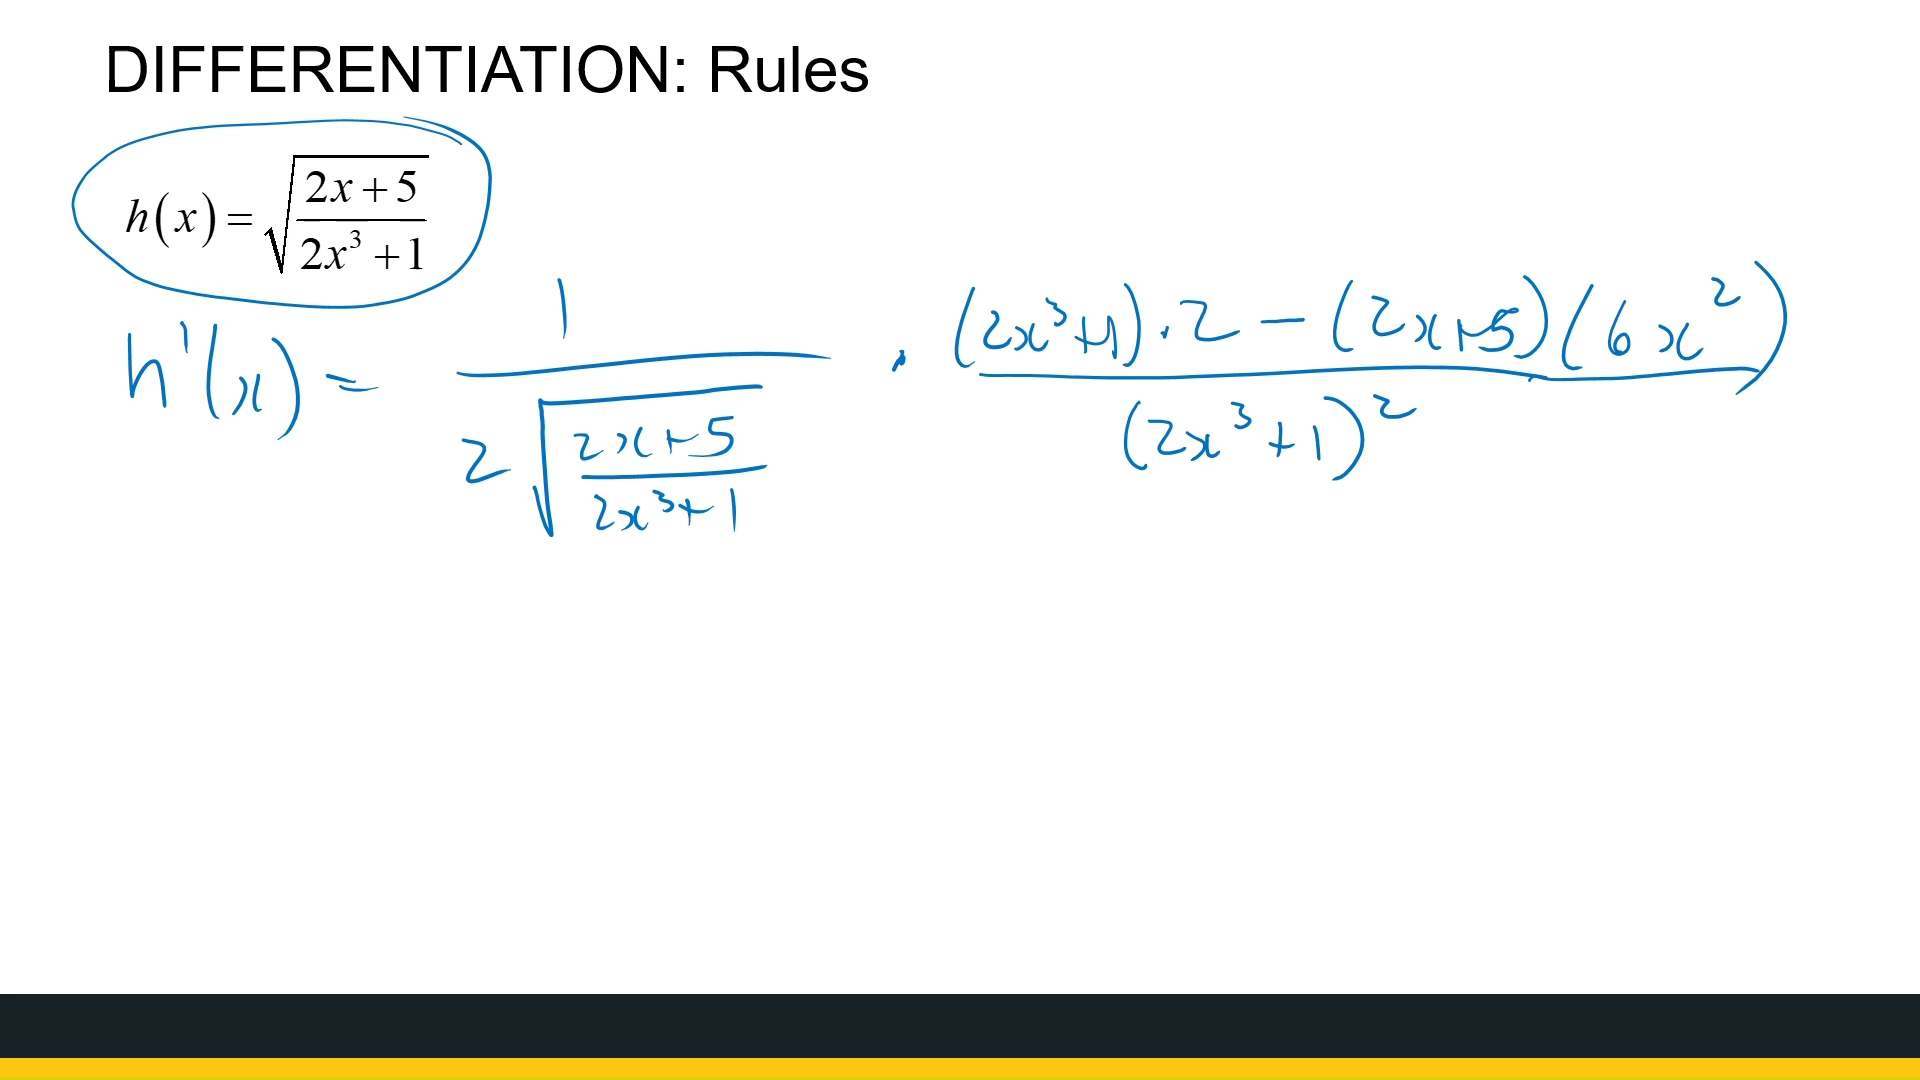 DIFFERENTIATION: Rules
h(x) = √((2x + 5)/(2x³ + 1))
h'(x) = 1/(2√((2x+5)/(2x³+1))) · ((2x³+1)·2 − (2x+5)(6x²))/((2x³+1)²)